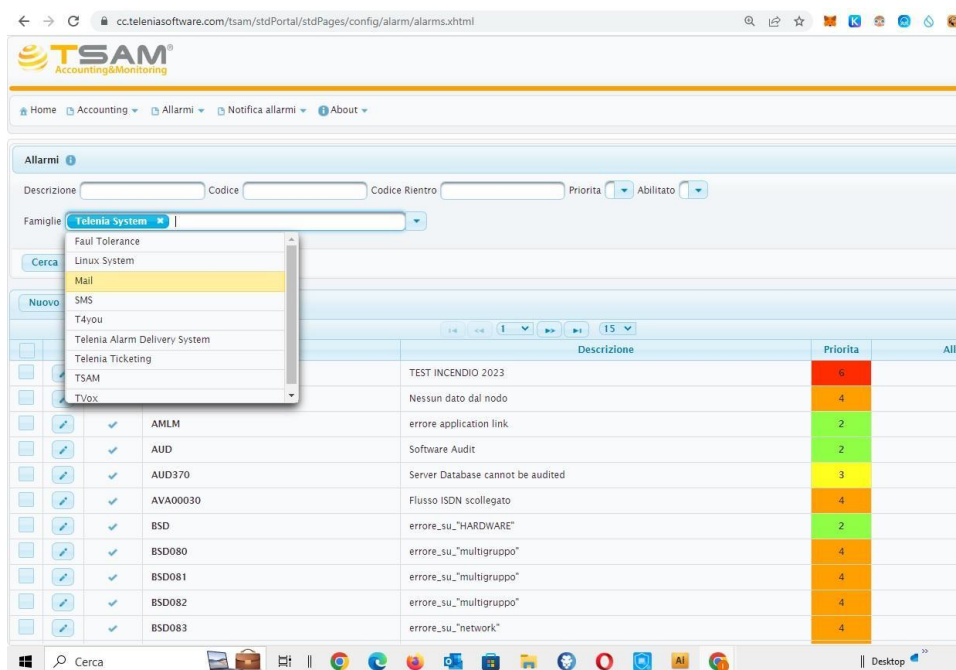 cc.teleniasoftware.com/tsam/stdPortal/stdPages/config/alarm/alarms.xhtml
TSAM®
Accounting&Monitoring
Home Accounting Allarmi Notifica allarmi About
Allarmi
Descrizione Codice Codice Rientro Priorita Abilitato
Famiglie Telenia System
Faul Tolerance
Cerca Linux System
Mail
Nuovo SMS
T4you
1 15
Telenia Alarm Delivery System
Descrizione Priorita All
Telenia Ticketing
TSAM TEST INCENDIO 2023 6
TVox Nessun dato dal nodo 4
AMLM errore application link 2
AUD Software Audit 2
AUD370 Server Database cannot be audited 3
AVA00030 Flusso ISDN scollegato 4
BSD errore_su_"HARDWARE" 2
BSD080 errore_su_"multigruppo" 4
BSD081 errore_su_"multigruppo" 4
BSD082 errore_su_"multigruppo" 4
BSD083 errore_su_"network" 4
Cerca Ai Desktop